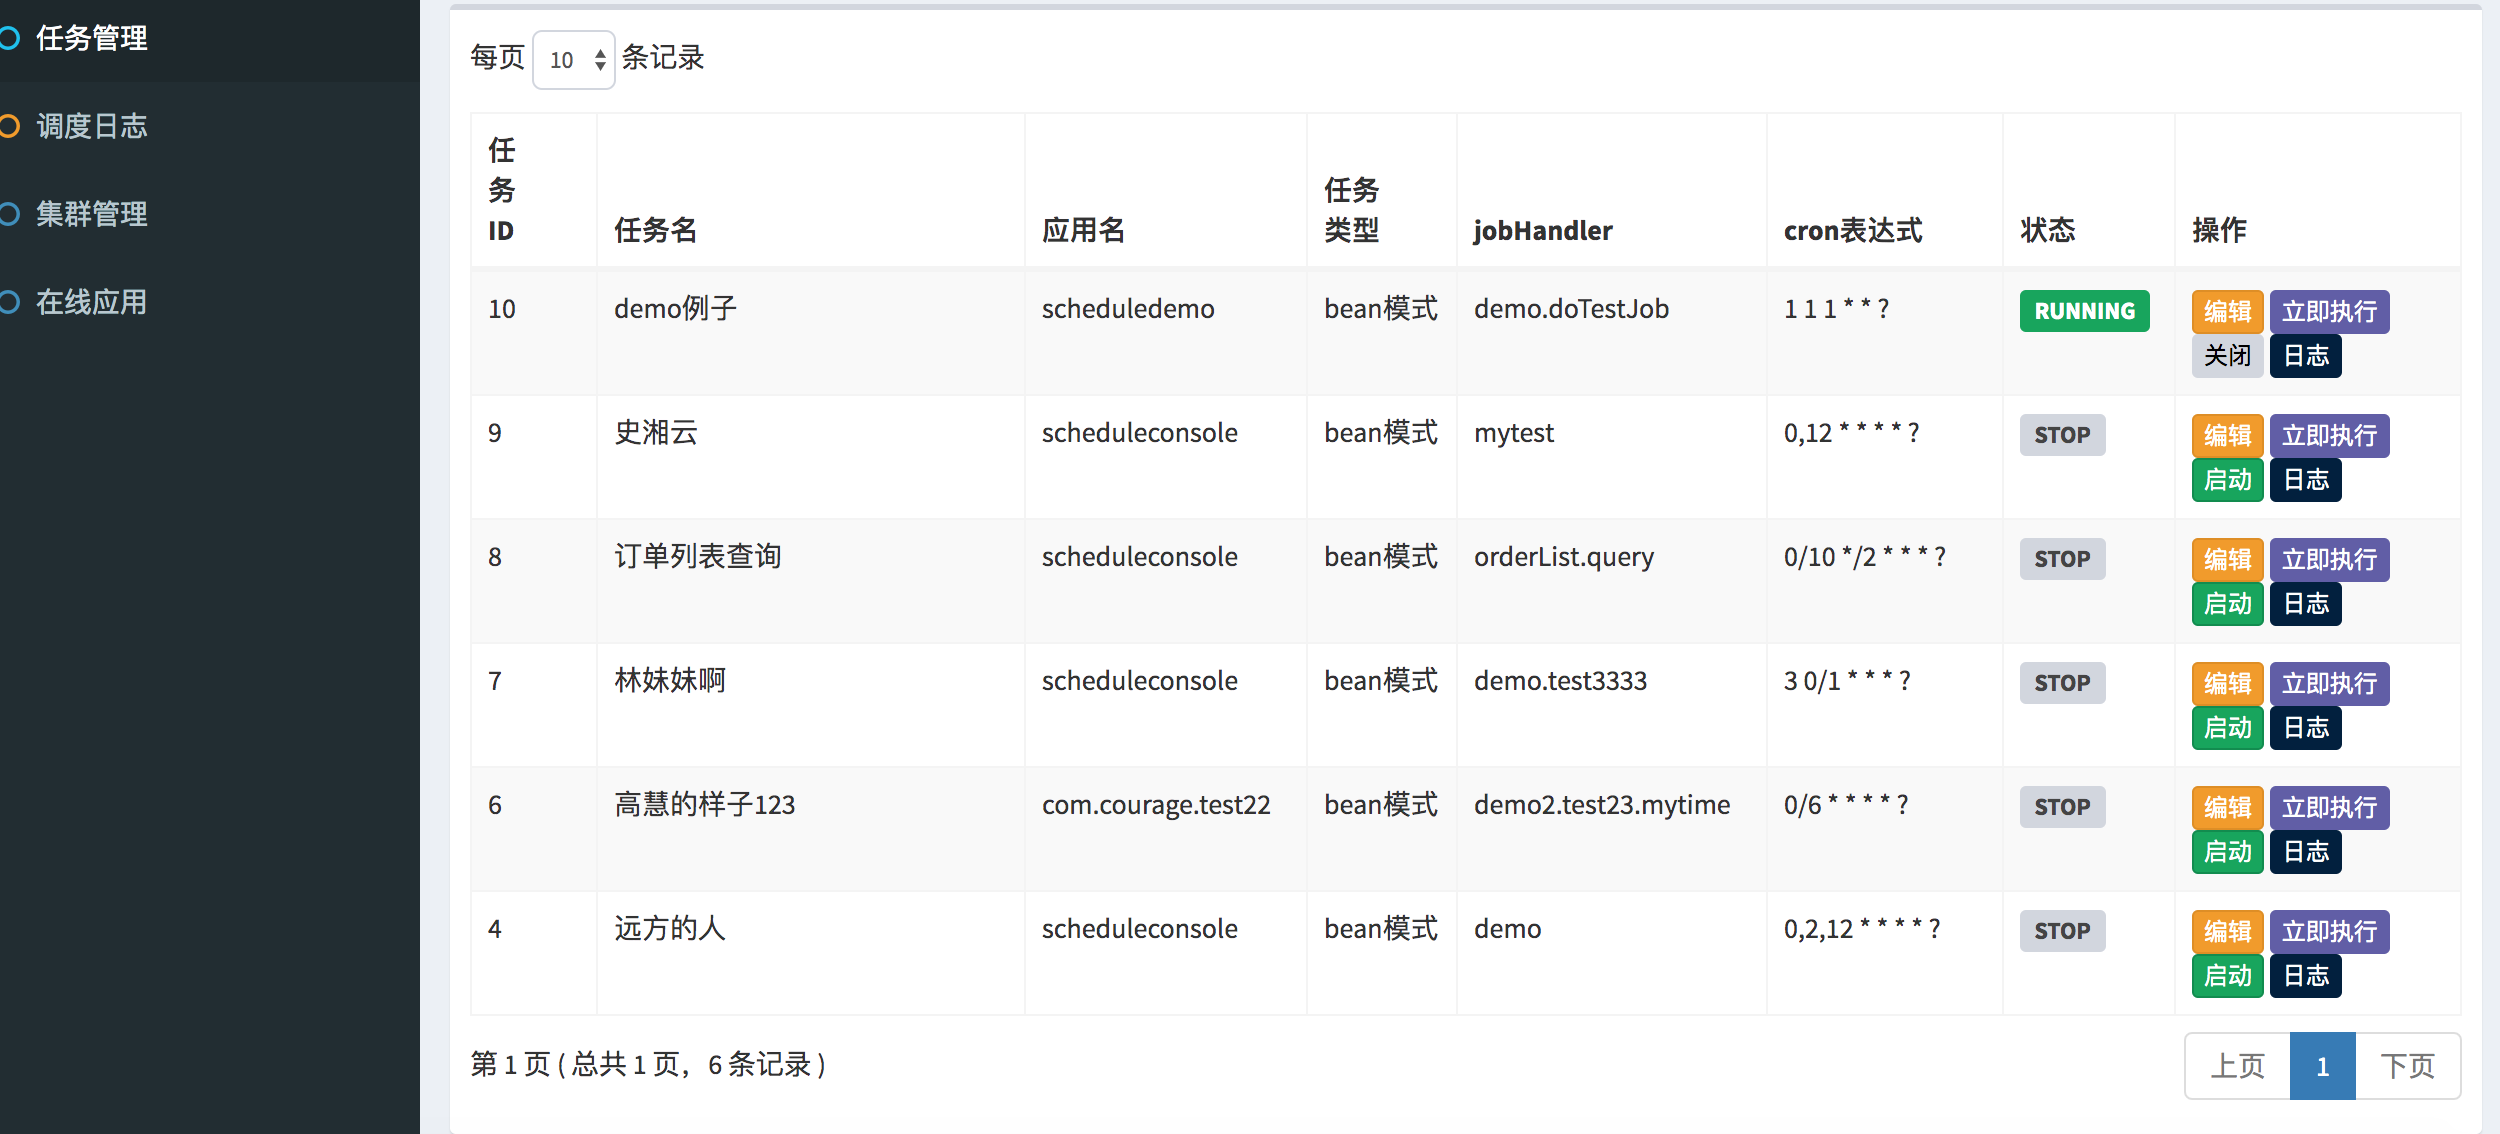 任务管理
调度日志
集群管理
在线应用
每页 10 条记录
任务ID 任务名 应用名 任务类型 jobHandler cron表达式 状态 操作
10 demo例子 scheduledemo bean模式 demo.doTestJob 1 1 1 * * ? RUNNING 编辑 立即执行
关闭 日志
9 史湘云 scheduleconsole bean模式 mytest 0,12 * * * * ? STOP 编辑 立即执行
启动 日志
8 订单列表查询 scheduleconsole bean模式 orderList.query 0/10 */2 * * * ? STOP 编辑 立即执行
启动 日志
7 林妹妹啊 scheduleconsole bean模式 demo.test3333 3 0/1 * * * ? STOP 编辑 立即执行
启动 日志
6 高慧的样子123 com.courage.test22 bean模式 demo2.test23.mytime 0/6 * * * * ? STOP 编辑 立即执行
启动 日志
4 远方的人 scheduleconsole bean模式 demo 0,2,12 * * * * ? STOP 编辑 立即执行
启动 日志
第 1 页 ( 总共 1 页，6 条记录 ) 上页 1 下页